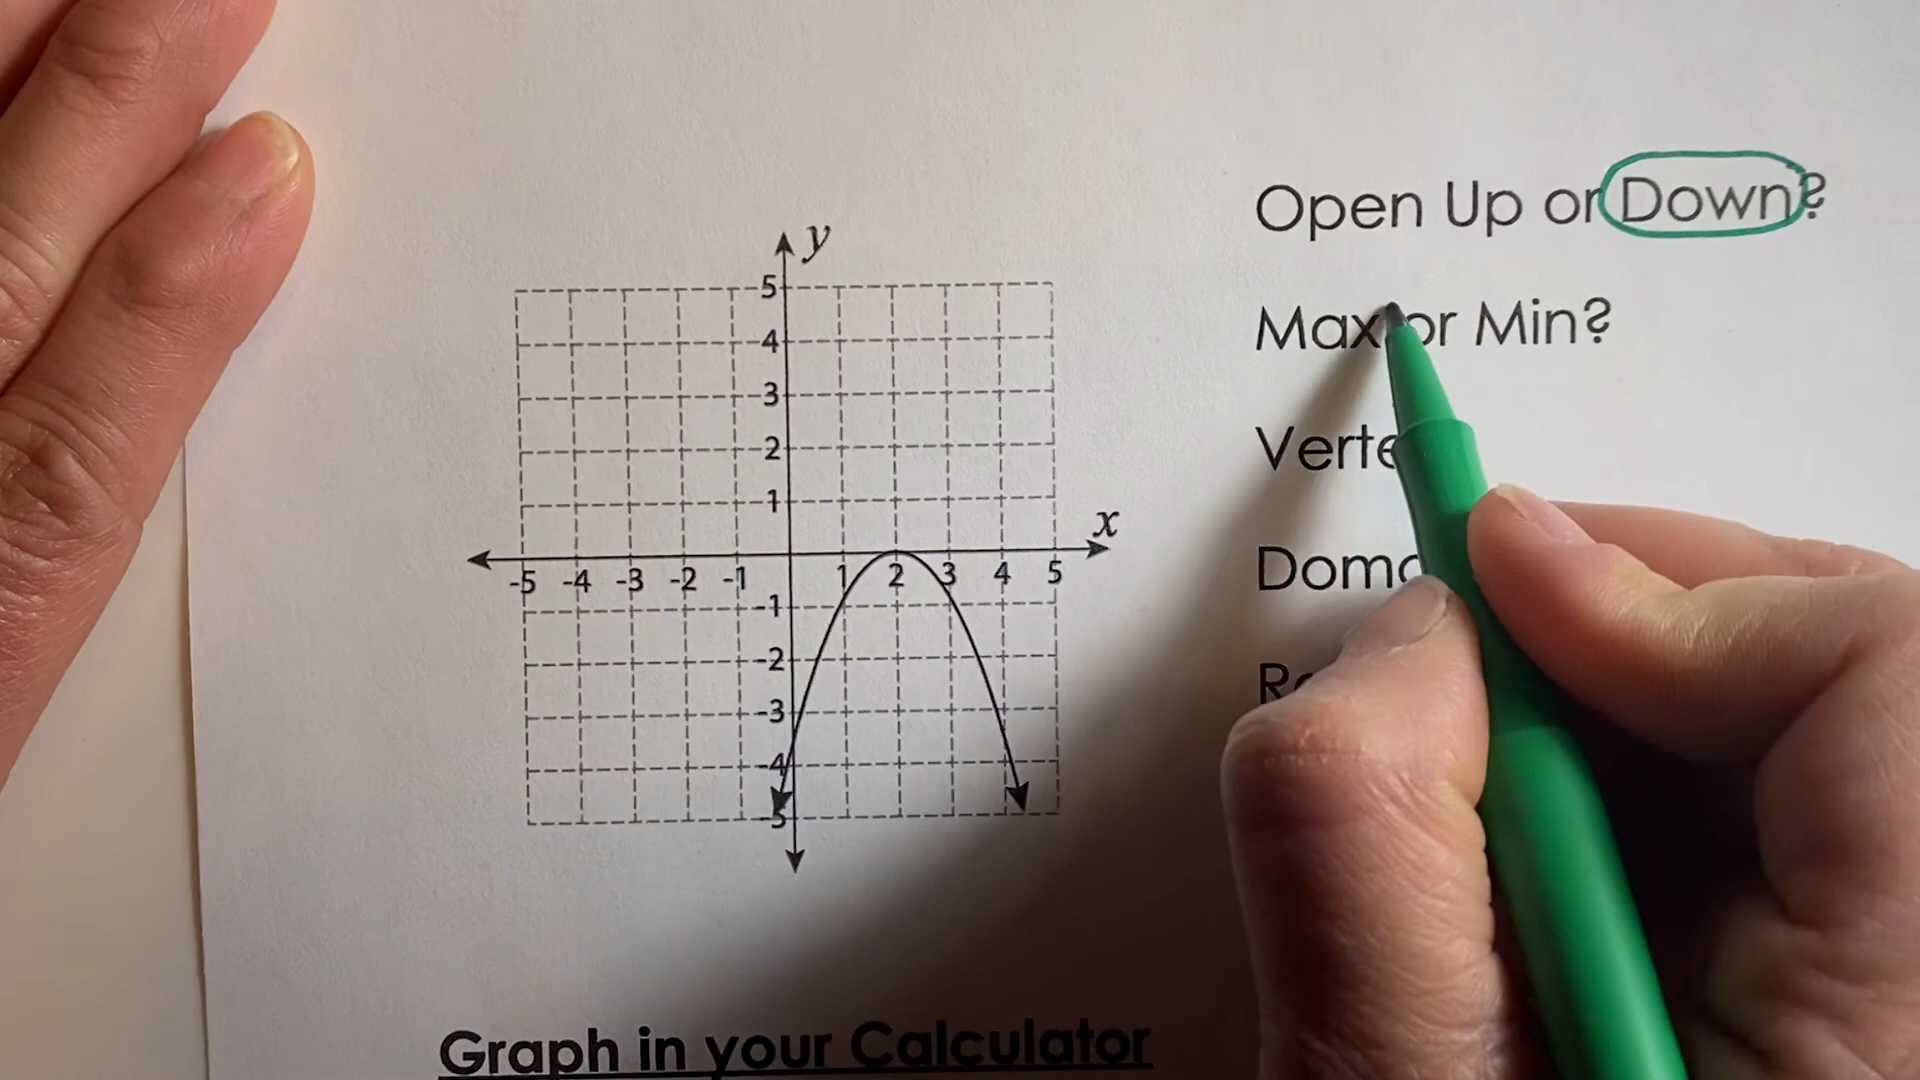 Open Up or Down?
y
5
Max or Min?
4
3
2
1
x
-5 -4 -3 -2 -1 1 2 3 4 5
-1
-2
-3
-4
-5
Graph in your Calculator